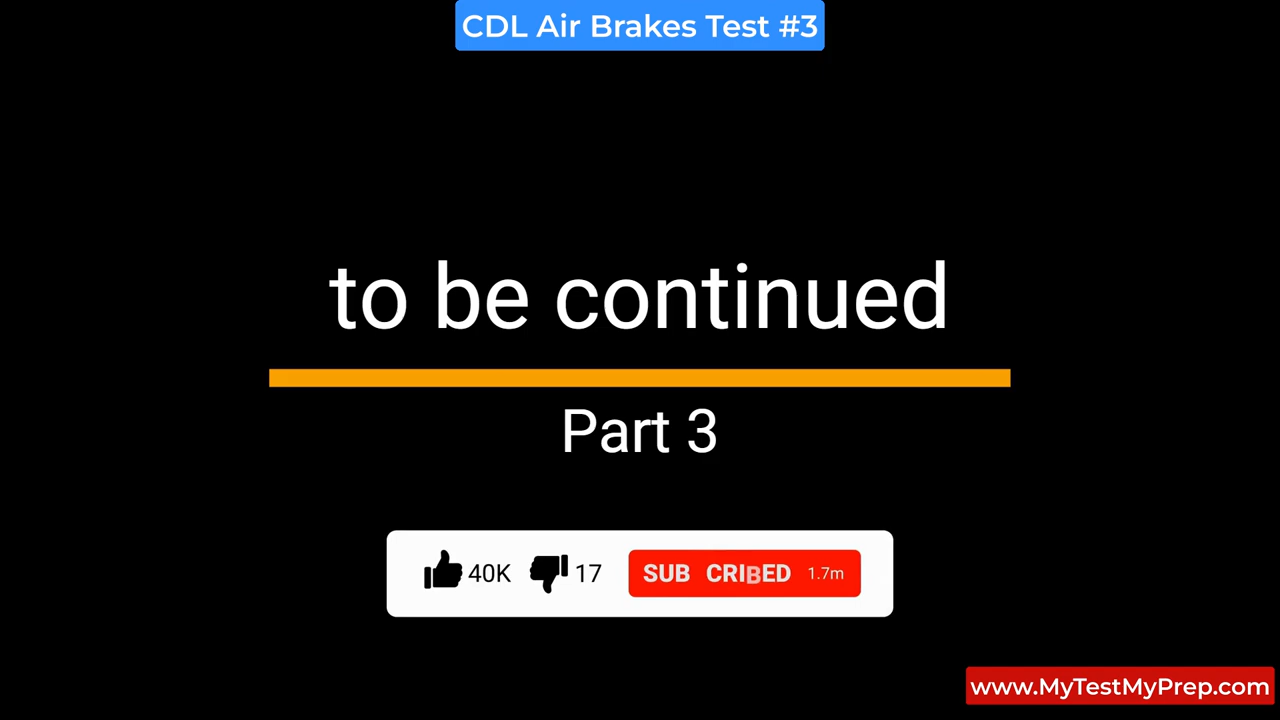 CDL Air Brakes Test #3
to be continued
Part 3
40K 17 SUB CRIBED 1.7m
www.MyTestMyPrep.com